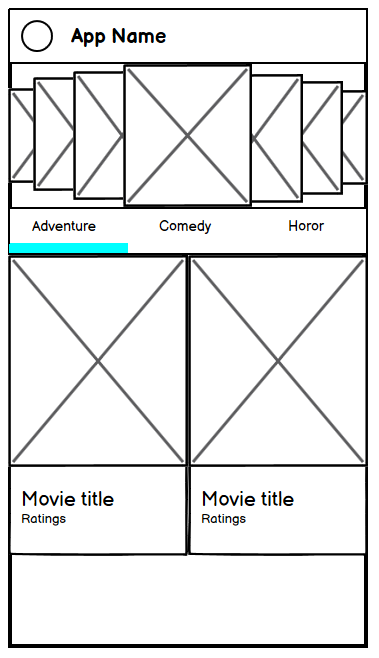 App Name
Adventure Comedy Horor
Movie title Movie title
Ratings Ratings